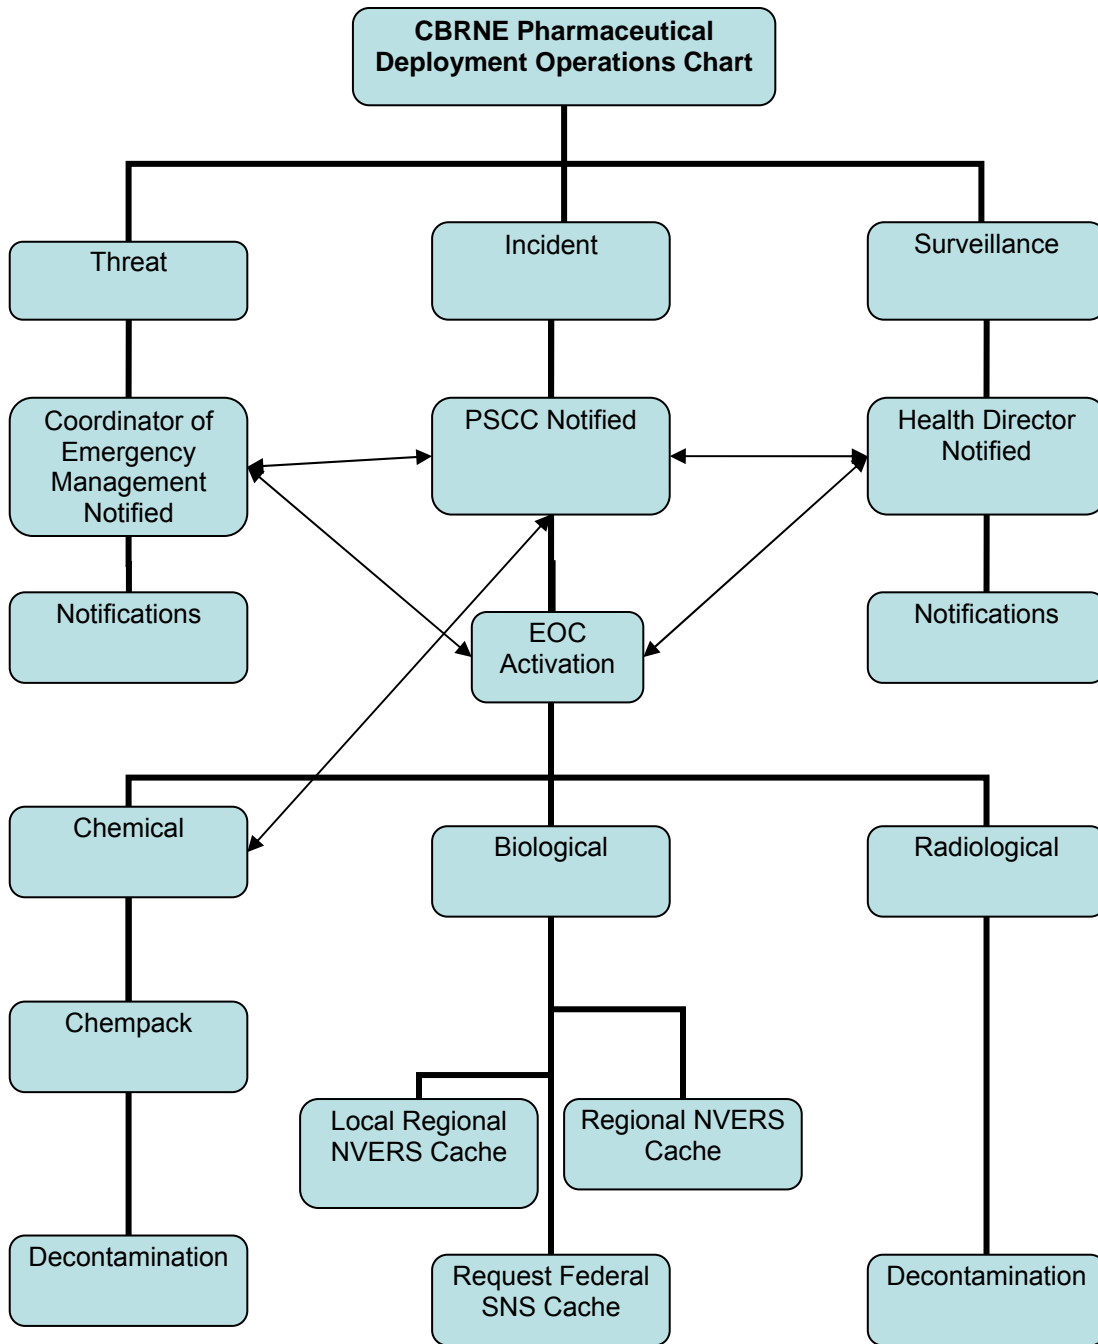 CBRNE Pharmaceutical
Deployment Operations Chart
Threat
Incident
Surveillance
Coordinator of
Emergency
Management
Notified
PSCC Notified
Health Director
Notified
Notifications
EOC
Activation
Notifications
Chemical
Biological
Radiological
Chempack
Local Regional
NVERS Cache
Regional NVERS
Cache
Decontamination
Request Federal
SNS Cache
Decontamination